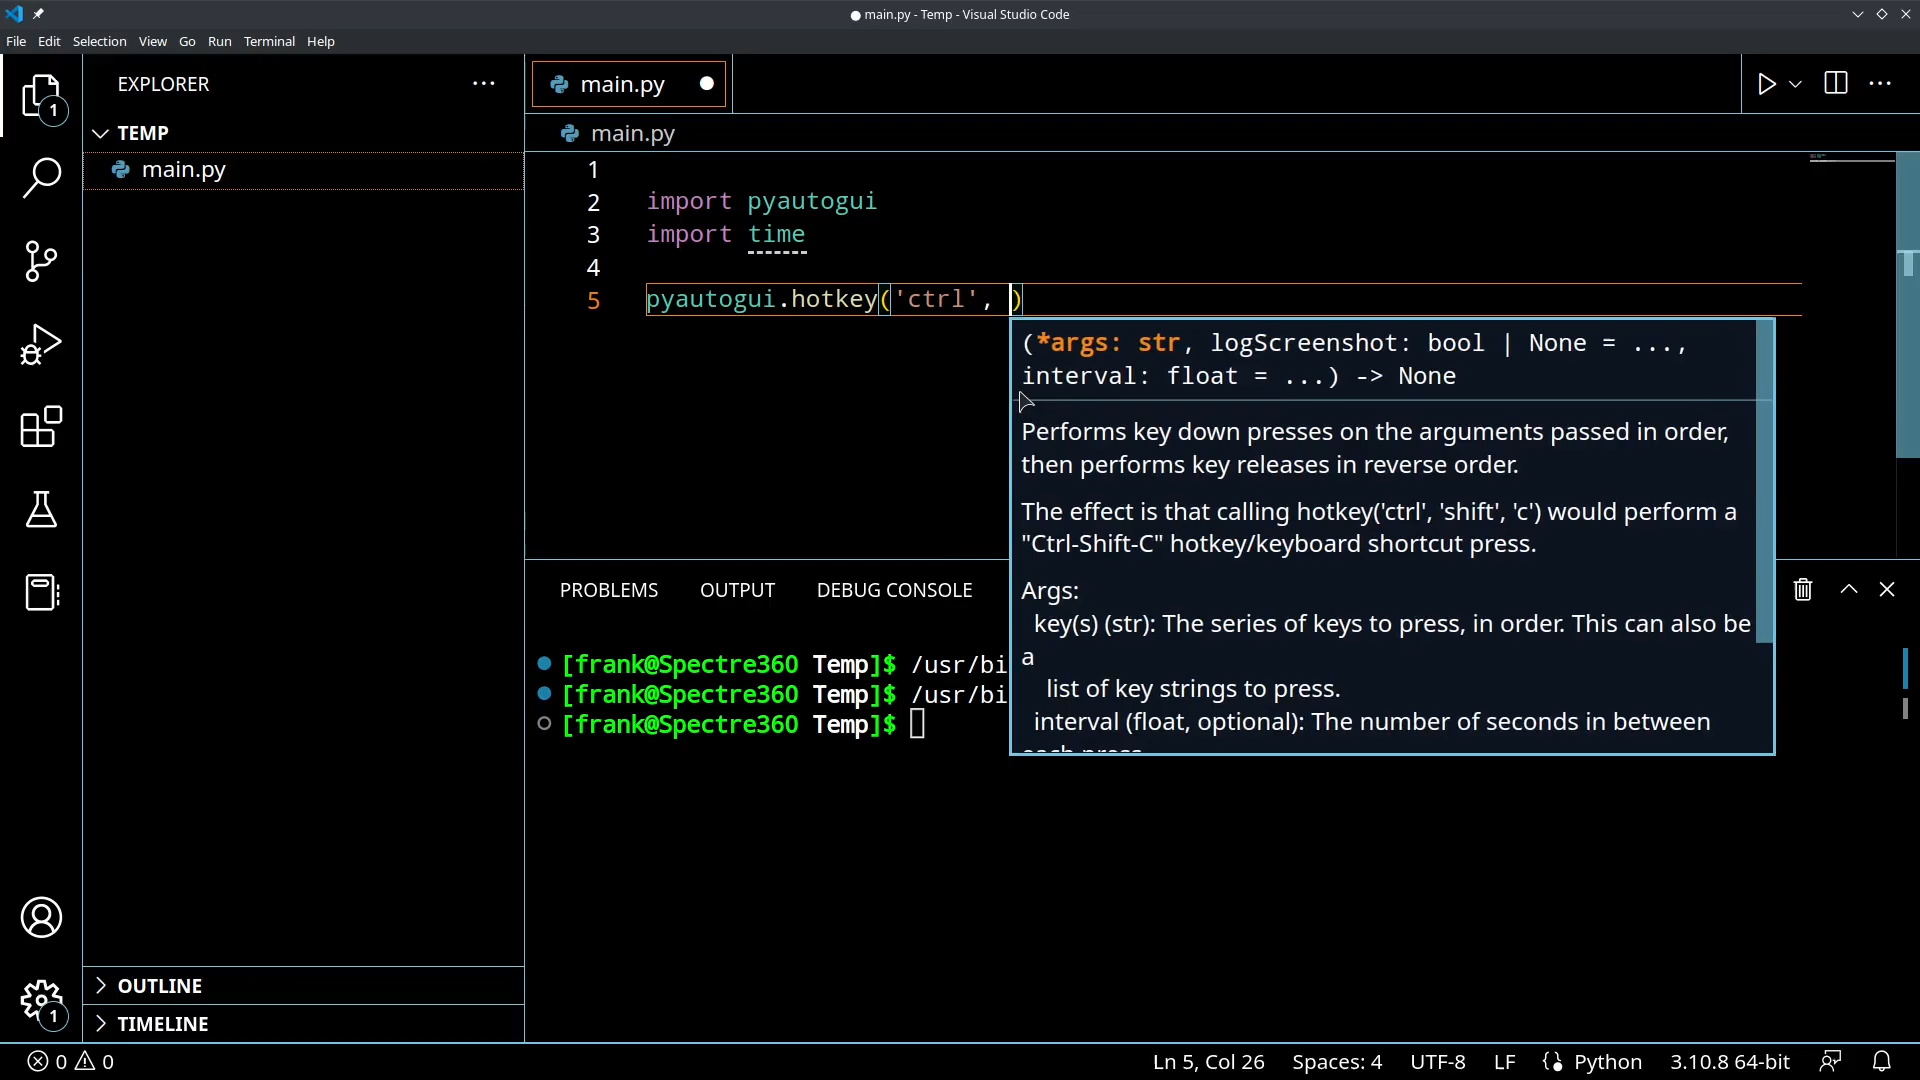 ● main.py - Temp - Visual Studio Code
File Edit Selection View Go Run Terminal Help
1
EXPLORER
TEMP
main.py
OUTLINE
TIMELINE
1
main.py
main.py
1
2 import pyautogui
3 import time
4
5 pyautogui.hotkey('ctrl', )
(*args: str, logScreenshot: bool | None = ...,
interval: float = ...) -> None
Performs key down presses on the arguments passed in order,
then performs key releases in reverse order.
The effect is that calling hotkey('ctrl', 'shift', 'c') would perform a
"Ctrl-Shift-C" hotkey/keyboard shortcut press.
Args:
key(s) (str): The series of keys to press, in order. This can also be
a
list of key strings to press.
interval (float, optional): The number of seconds in between
each press
PROBLEMS OUTPUT DEBUG CONSOLE
[frank@Spectre360 Temp]$ /usr/bi
[frank@Spectre360 Temp]$ /usr/bi
[frank@Spectre360 Temp]$
0 0 Ln 5, Col 26 Spaces: 4 UTF-8 LF Python 3.10.8 64-bit